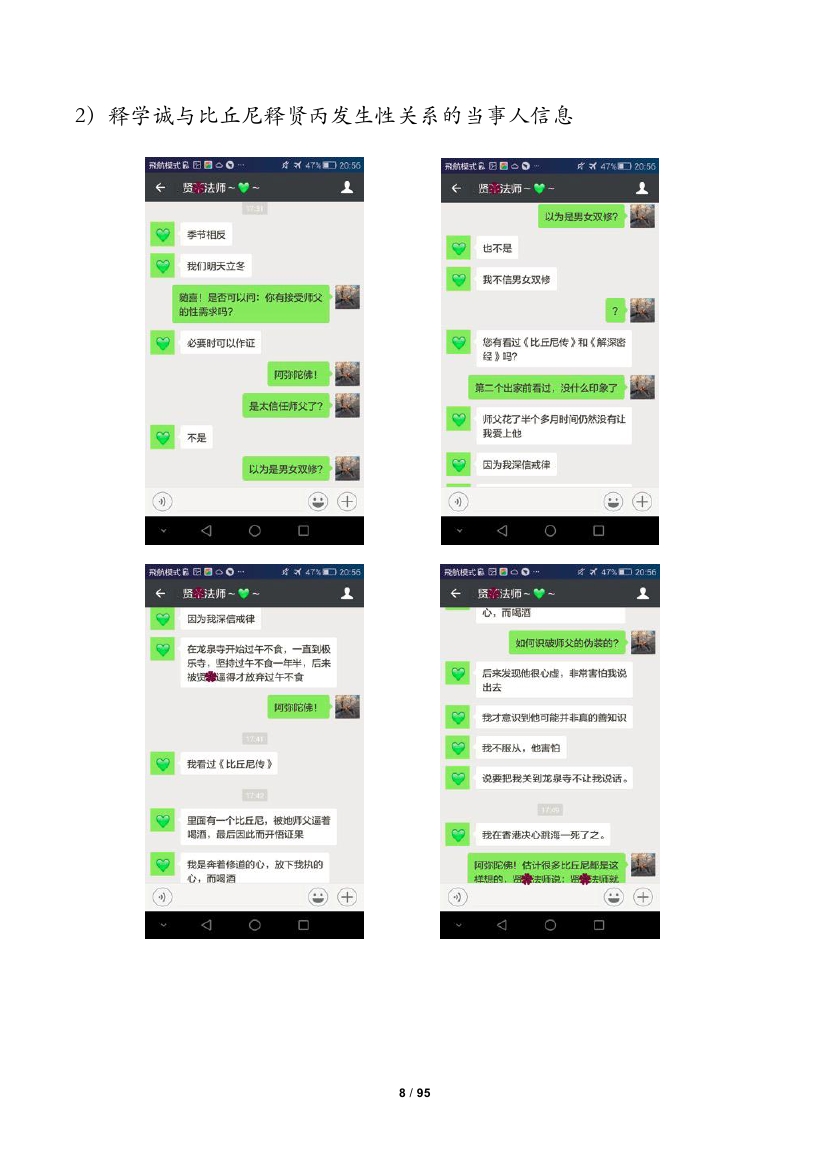 2）释学诚与比丘尼释贤丙发生性关系的当事人信息
飛航模式 47% 20:56
贤 法师～ ～
17:31
季节相反
我们明天立冬
随喜！是否可以问：你有接受师父
的性需求吗？
必要时可以作证
阿弥陀佛！
是太信任师父了？
不是
以为是男女双修？
飛航模式 47% 20:56
贤 法师～ ～
以为是男女双修？
也不是
我不信男女双修
？
您有看过《比丘尼传》和《解深密
经》吗？
第二个出家前看过，没什么印象了
师父花了半个多月时间仍然没有让
我爱上他
因为我深信戒律
飛航模式 47% 20:56
贤 法师～ ～
因为我深信戒律
在龙泉寺开始过午不食，一直到极
乐寺，坚持过午不食一年半，后来
被贤 逼得才放弃过午不食
阿弥陀佛！
17:41
我看过《比丘尼传》
17:42
里面有一个比丘尼，被她师父逼着
喝酒，最后因此而开悟证果
我是奔着修道的心，放下我执的
心，而喝酒
飛航模式 47% 20:56
贤 法师～ ～
心，而喝酒
如何识破师父的伪装的？
后来发现他很心虚，非常害怕我说
出去
我才意识到他可能并非真的善知识
我不服从，他害怕
说要把我关到龙泉寺不让我说话。
17:45
我在香港决心跳海一死了之。
阿弥陀佛！估计很多比丘尼都是这
样想的，贤 法师说：贤 法师就
8 / 95